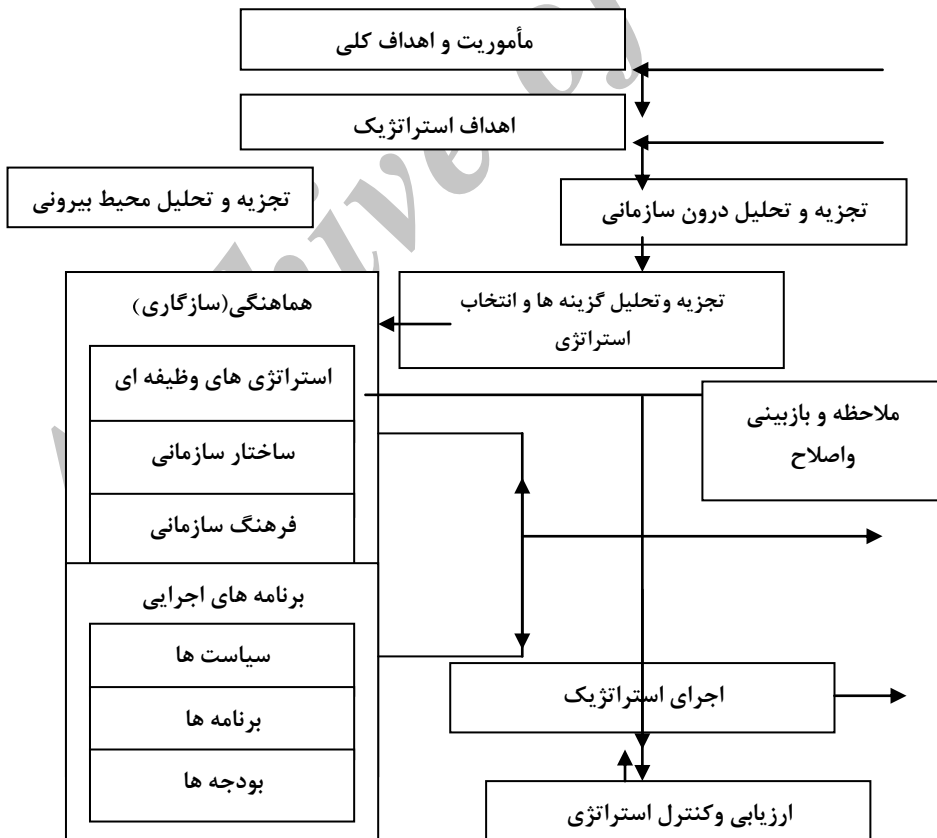 مأموریت و اهداف کلی
اهداف استراتژیک
تجزیه و تحلیل محیط بیرونی
تجزیه و تحلیل درون سازمانی
تجزیه وتحلیل گزینه ها و انتخاب
استراتژی
هماهنگی(سازگاری)
استراتژی های وظیفه ای
ساختار سازمانی
فرهنگ سازمانی
ملاحظه و بازبینی
واصلاح
برنامه های اجرایی
سیاست ها
برنامه ها
بودجه ها
اجرای استراتژیک
ارزیابی وکنترل استراتژی